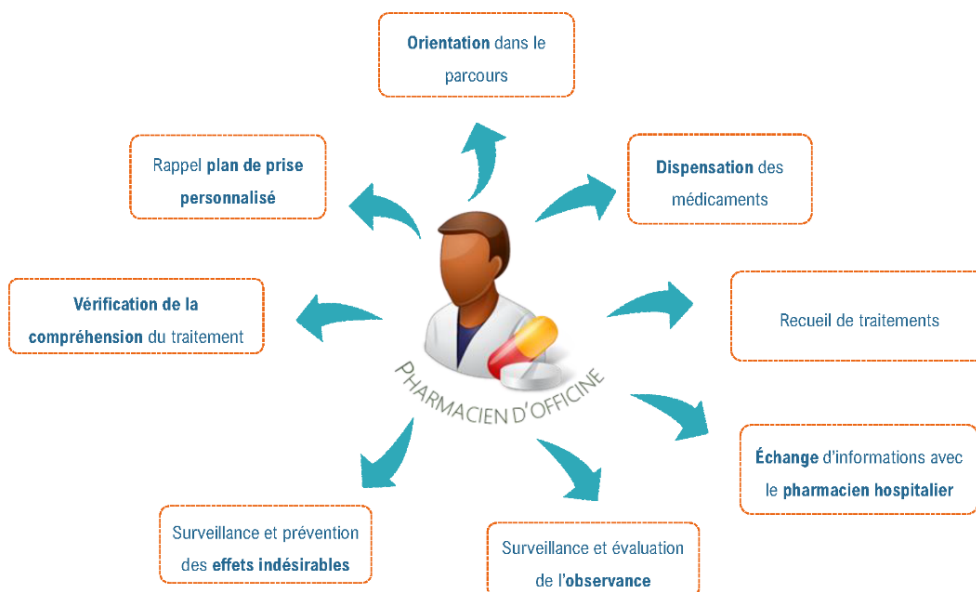 Orientation dans le
parcours
Rappel plan de prise
personnalisé
Dispensation des
médicaments
Vérification de la
compréhension du traitement
Recueil de traitements
PHARMACIEN D'OFFICINE
Échange d'informations avec
le pharmacien hospitalier
Surveillance et prévention
des effets indésirables
Surveillance et évaluation
de l'observance